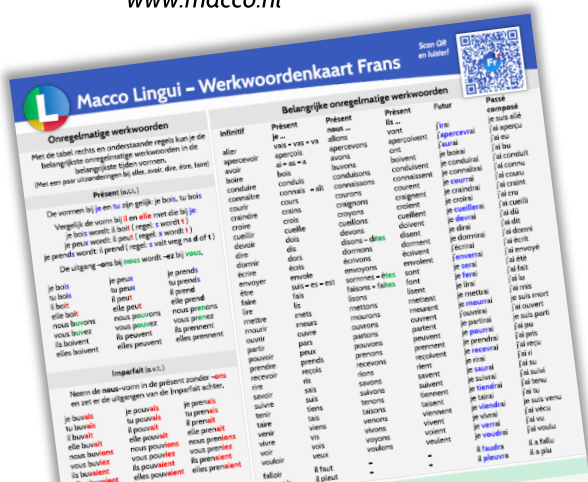 www.macco.nl
Macco Lingui – Werkwoordenkaart Frans
Scan QR
en luister!
Fr
L
Onregelmatige werkwoorden
Met de tabel rechts en onderstaande regels kun je de
belangrijkste onregelmatige werkwoorden in de
belangrijkste tijden vormen.
(Met een paar uitzonderingen bij aller, avoir, dire, être, faire)
Présent (o.t.t.)
De vormen bij je en tu zijn gelijk: je bois, tu bois
Vergelijk de vorm bij il en elle met die bij je:
je bois wordt: il boit ( regel: s wordt t )
je peux wordt: il peut ( regel: x wordt t )
je prends wordt: il prend ( regel: s valt weg na d of t )
De uitgang –ons bij nous wordt –ez bij vous,
je bois je peux je prends
tu bois tu peux tu prends
il boit il peut il prend
elle boit elle peut elle prend
nous buvons nous pouvons nous prenons
vous buvez vous pouvez vous prenez
ils boivent ils peuvent ils prennent
elles boivent elles peuvent elles prennent
Imparfait (o.v.t.)
Neem de nous-vorm in de présent zonder –ons
en zet er de uitgangen van de Imparfait achter.
je buvais je pouvais je prenais
tu buvais tu pouvais tu prenais
il buvait il pouvait il prenait
elle buvait elle pouvait elle prenait
nous buvions nous pouvions nous prenions
vous buviez vous pouviez vous preniez
ils buvaient ils pouvaient ils prenaient
elles buvaient elles pouvaient elles prenaient
Belangrijke onregelmatige werkwoorden
Infinitif Présent je ... Présent nous ... Présent ils ... Futur Passé composé
aller vais – vas – va allons vont j'irai je suis allé
apercevoir aperçois apercevons aperçoivent j'apercevrai j'ai aperçu
avoir ai – as – a avons ont j'aurai j'ai eu
boire bois buvons boivent je boirai j'ai bu
conduire conduis conduisons conduisent je conduirai j'ai conduit
connaître connais – aît connaissons connaissent je connaîtrai j'ai connu
courir cours courons courent je courrai j'ai couru
craindre crains craignons craignent je craindrai j'ai craint
croire crois croyons croient je croirai j'ai cru
cueillir cueille cueillons cueillent je cueillerai j'ai cueilli
devoir dois devons doivent je devrai j'ai dû
dire dis disons – dites disent je dirai j'ai dit
dormir dors dormons dorment je dormirai j'ai dormi
écrire écris écrivons écrivent j'écrirai j'ai écrit
envoyer envoie envoyons envoient j'enverrai j'ai envoyé
être suis – es – est sommes – êtes sont je serai j'ai été
faire fais faisons – faites font je ferai j'ai fait
lire lis lisons lisent je lirai j'ai lu
mettre mets mettons mettent je mettrai j'ai mis
mourir meurs mourons meurent je mourrai je suis mort
ouvrir ouvre ouvrons ouvrent j'ouvrirai j'ai ouvert
partir pars partons partent je partirai je suis parti
pouvoir peux pouvons peuvent je pourrai j'ai pu
prendre prends prenons prennent je prendrai j'ai pris
recevoir reçois recevons reçoivent je recevrai j'ai reçu
rire ris rions rient je rirai j'ai ri
savoir sais savons savent je saurai j'ai su
suivre suis suivons suivent je suivrai j'ai suivi
tenir tiens tenons tiennent je tiendrai j'ai tenu
taire tais taisons taisent je tairai j'ai tu
venir viens venons viennent je viendrai je suis venu
vivre vis vivons vivent je vivrai j'ai vécu
voir vois voyons voient je verrai j'ai vu
vouloir veux voulons veulent je voudrai j'ai voulu
falloir il faut – – il faudra il a fallu
il pleut – – il pleuvra il a plu